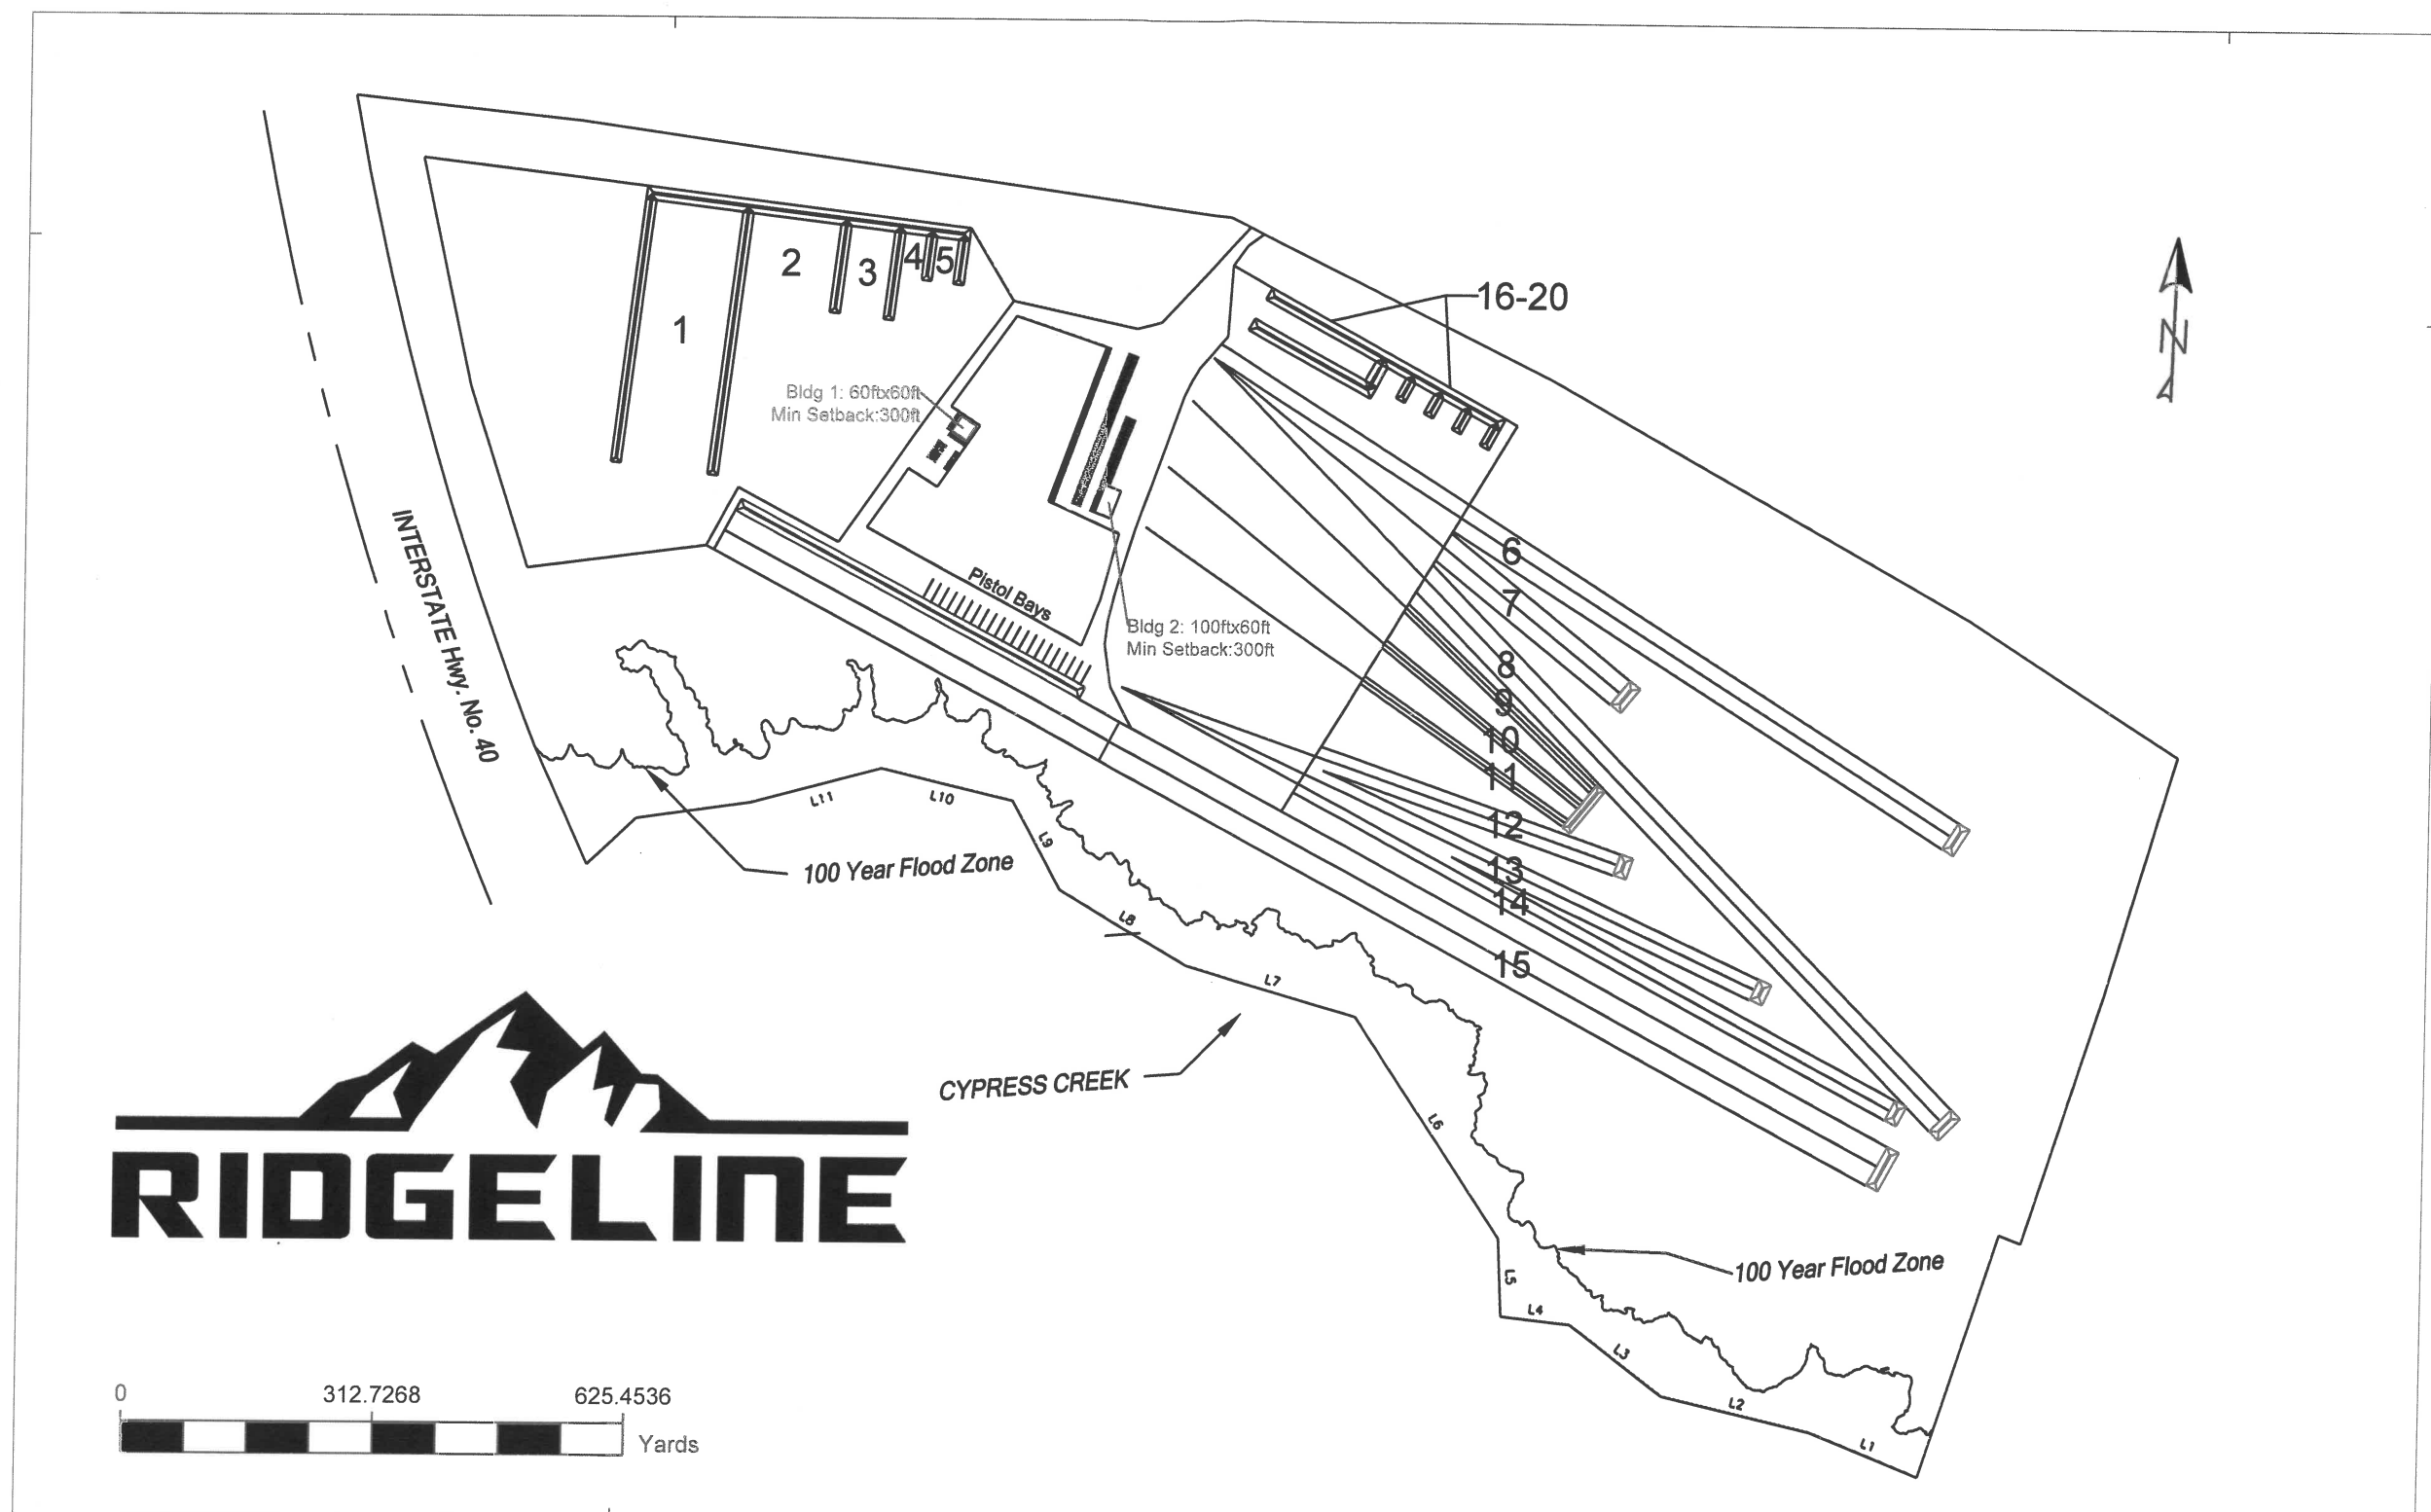 1
2
3
4
5
16-20
Bldg 1: 60ftx60ft
Min Setback:300ft
N
INTERSTATE Hwy. No. 40
Pistol Bays
Bldg 2: 100ftx60ft
Min Setback:300ft
6
7
8
9
10
11
12
13
14
15
L11
L10
L9
L8
L7
L6
L5
L4
L3
L2
L1
100 Year Flood Zone
CYPRESS CREEK
100 Year Flood Zone
RIDGELINE
0 312.7268 625.4536
Yards